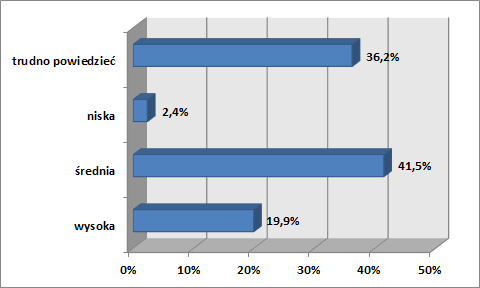 trudno powiedzieć
36,2%
niska
2,4%
średnia
41,5%
wysoka
19,9%
0% 10% 20% 30% 40% 50%